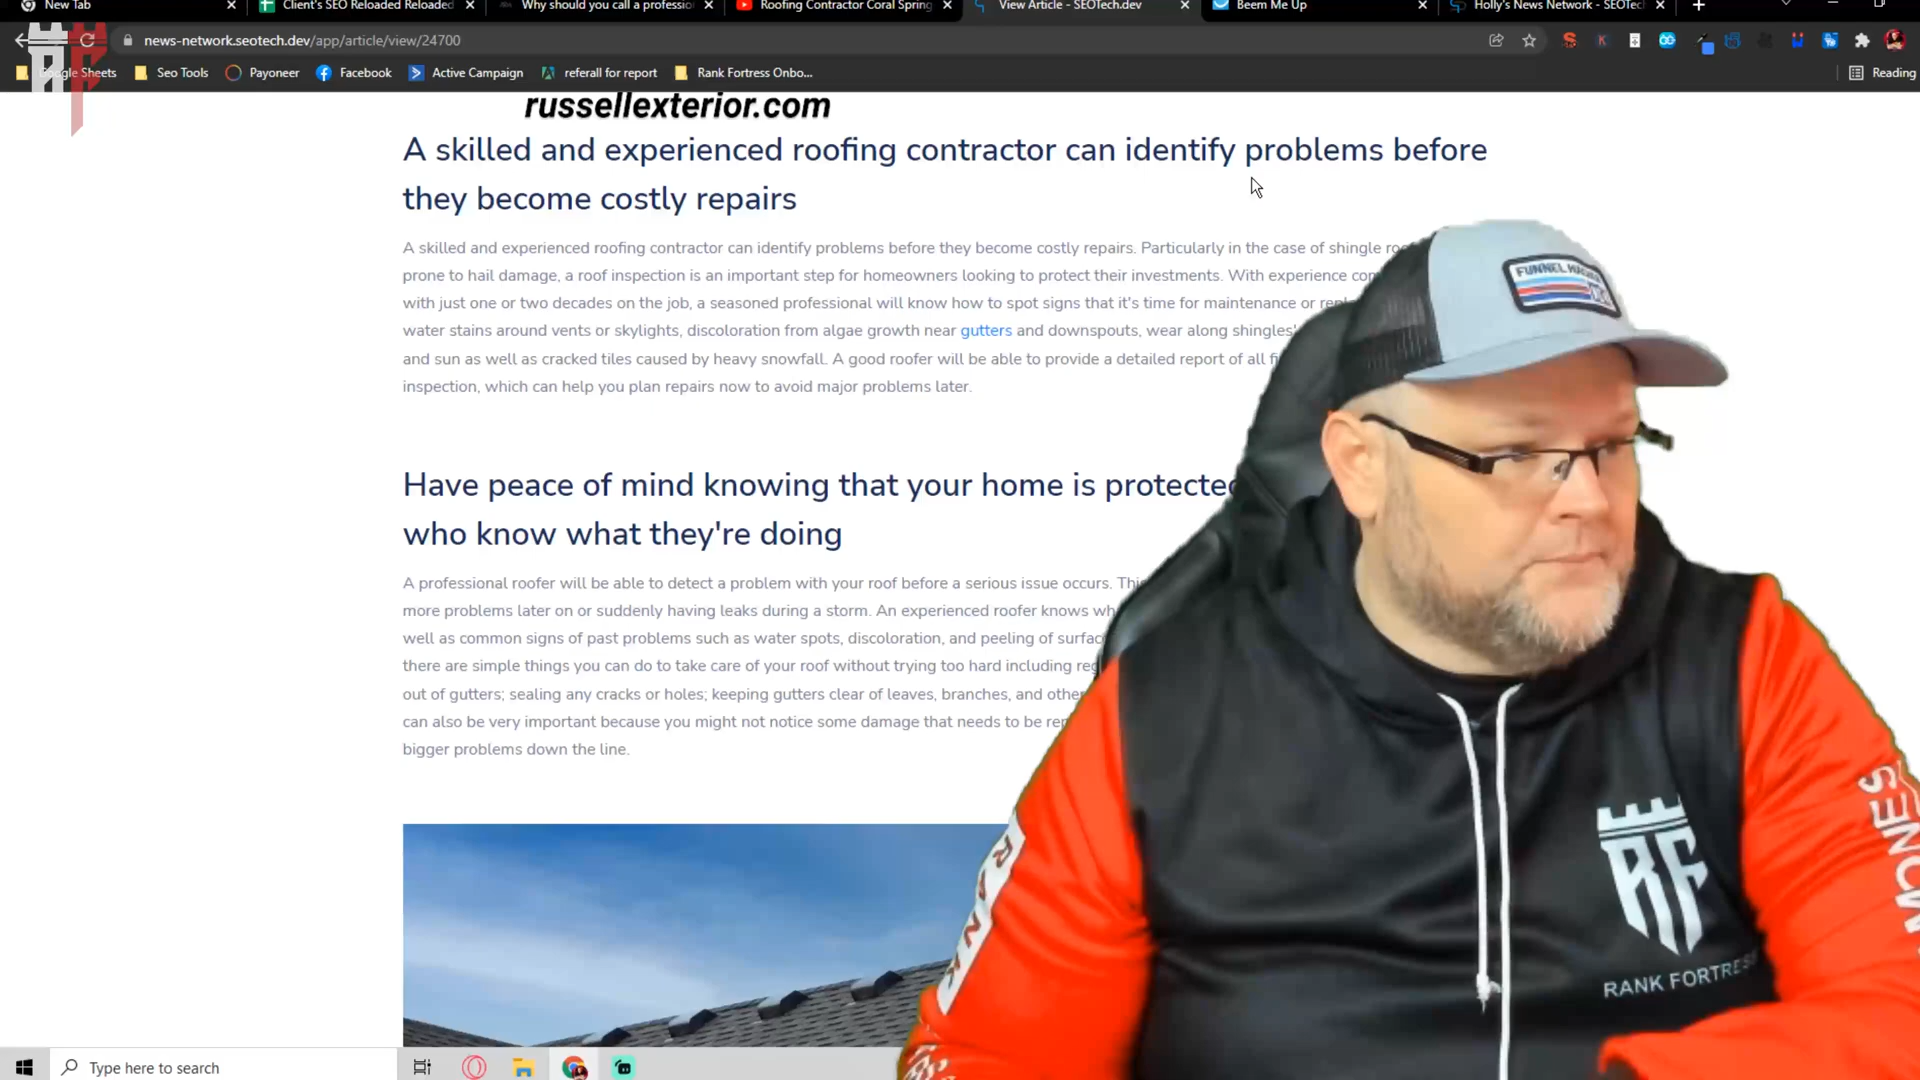 New Tab
Client's SEO Reloaded Reloaded
Why should you call a professio
Roofing Contractor Coral Spring
View Article - SEOTech.dev
Beem Me Up
Holly's News Network - SEOTec
news-network.seotech.dev/app/article/view/24700
Google Sheets
Seo Tools
Payoneer
Facebook
Active Campaign
referall for report
Rank Fortress Onbo...
Reading
russellexterior.com
A skilled and experienced roofing contractor can identify problems before
they become costly repairs
A skilled and experienced roofing contractor can identify problems before they become costly repairs. Particularly in the case of shingle
prone to hail damage, a roof inspection is an important step for homeowners looking to protect their investments. With experience
with just one or two decades on the job, a seasoned professional will know how to spot signs that it's time for maintenance or
water stains around vents or skylights, discoloration from algae growth near gutters and downspouts, wear along shingles'
and sun as well as cracked tiles caused by heavy snowfall. A good roofer will be able to provide a detailed report of all
inspection, which can help you plan repairs now to avoid major problems later.
Have peace of mind knowing that your home is protected
who know what they're doing
A professional roofer will be able to detect a problem with your roof before a serious issue occurs.
more problems later on or suddenly having leaks during a storm. An experienced roofer knows
well as common signs of past problems such as water spots, discoloration, and peeling of
there are simple things you can do to take care of your roof without trying too hard including
out of gutters; sealing any cracks or holes; keeping gutters clear of leaves, branches, and other
can also be very important because you might not notice some damage that needs to be
bigger problems down the line.
RF
RANK FORTRESS
Type here to search